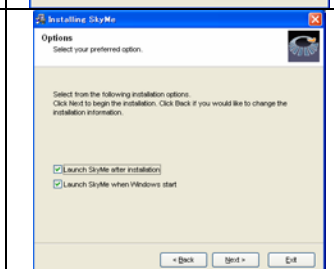 Installing SkyMe
Options
Select your preferred option.
Select from the following installation options.
Click Next to begin the installation. Click Back if you would like to change the
installation information.
Launch SkyMe after installation
Launch SkyMe when Windows start
< Back
Next >
Exit